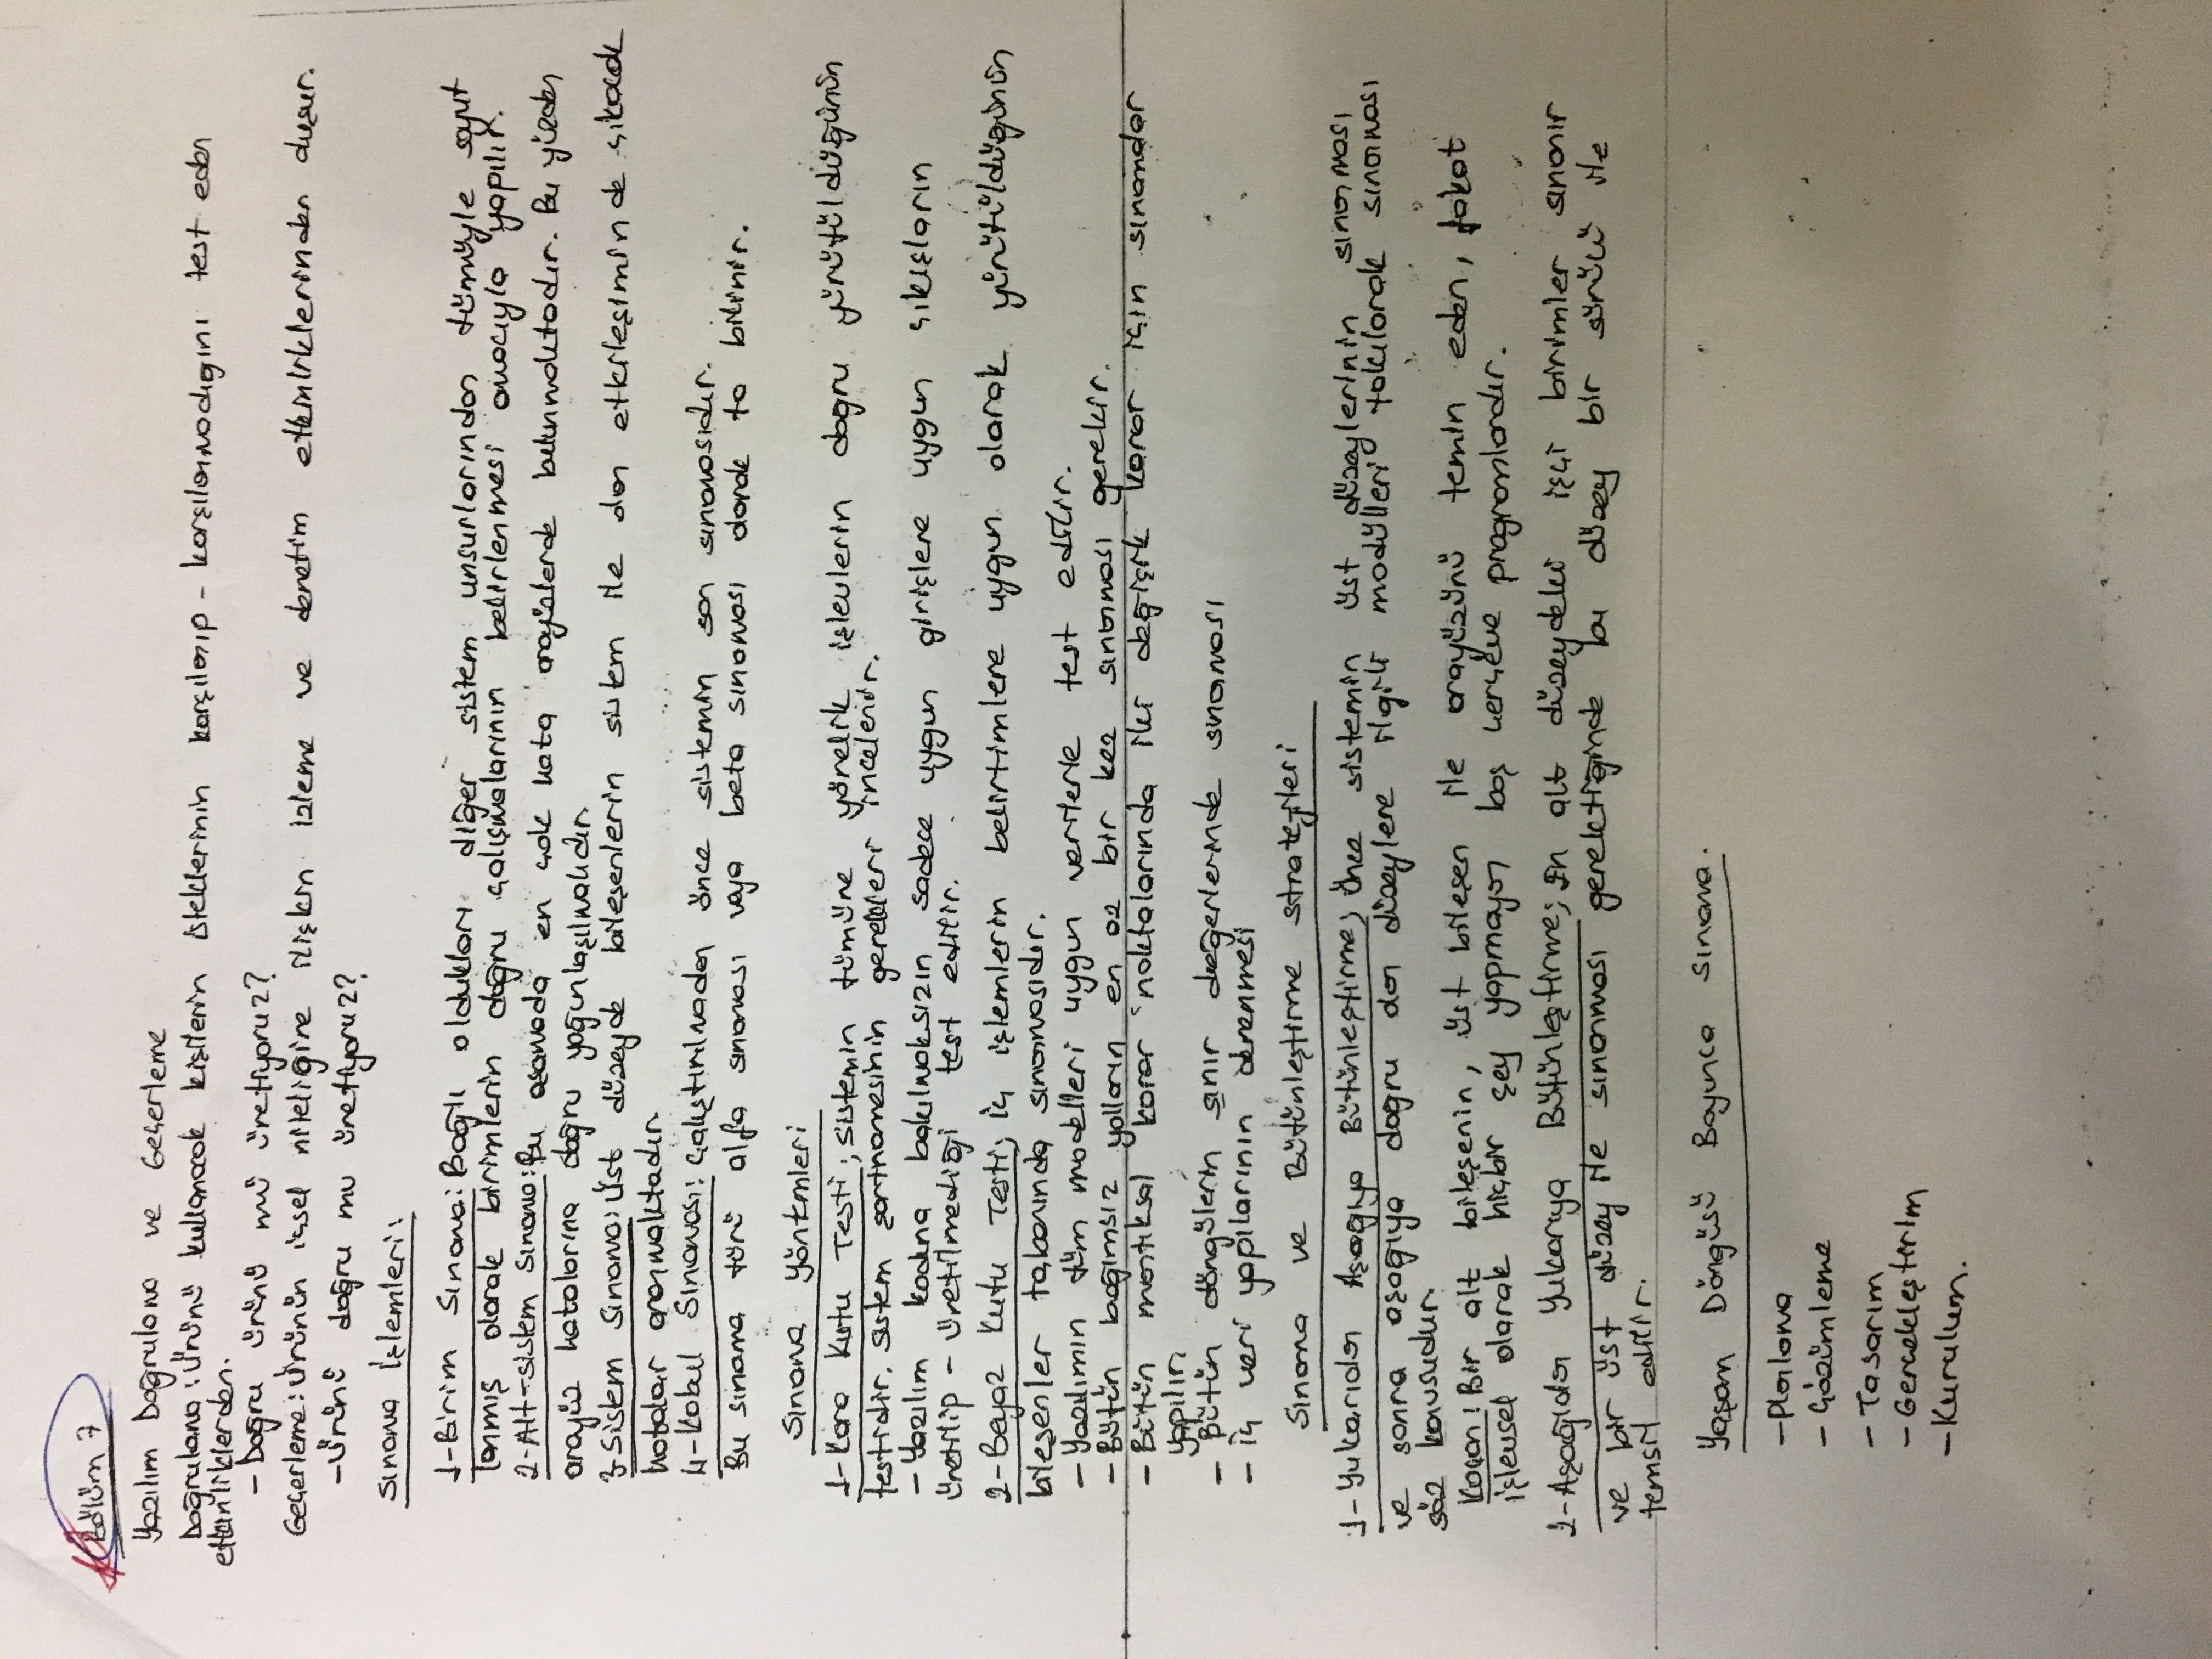 Bölüm 7
Yazılım Doğrulama ve Geçerleme
Doğrulama: Ürünü kullanacak kişilerin isteklerinin karşılanıp - karşılanmadığını test eden
etkinliklerden.
- Doğru ürünü mü üretiyoruz?
Geçerleme: Ürünün içsel niteliğine ilişkin izleme ve denetim etkinliklerinden oluşur.
- Ürünü doğru mu üretiyoruz?
Sınama İşlemleri:
1-Birim Sınama: Bağlı oldukları diğer sistem unsurlarından tümüyle soyut
lanmış olarak birimlerin doğru çalışmalarının belirlenmesi amacıyla yapılır.
2-Alt-sistem Sınama: Bu aşamada en çok hata arayüzlerde bulunmaktadır. Bu yüzden
arayüz hatalarına doğru yoğunlaşılmalıdır.
3-Sistem Sınama: Üst düzeyde bileşenlerin sistem ile olan etkileşiminde çıkacak
hatalar aranmaktadır.
4-Kabul Sınaması: Çalıştırılmadan önce sistemin son sınamasıdır.
Bu sınama türü alfa sınaması veya beta sınaması olarak ta bilinir.
Sınama Yöntemleri
1-Kara Kutu Testi; Sistemin tümüne yönelik işlevlerin doğru yürütüldüğünün
testidir. Sistem şartnamesinin gerekleri incelenir.
- Yazılım koduna bakılmaksızın sadece uygun girişlere uygun çıkışların
üretilip - üretilmediği test edilir.
2-Beyaz Kutu Testi; İç işlemlerin belirtimlere uygun olarak yürütüldüğünün
bileşenler tabanında sınanmasıdır.
- Yazılımın tüm modelleri uygun verilerle test edilir.
- Bütün bağımsız yolların en az bir kez sınanması gerekir.
- Bütün mantıksal karar noktalarında iki değişik karar için sınamalar
yapılır.
- Bütün döngülerin sınır değerlerinde sınanması
- İç veri yapılarının denenmesi
Sınama ve Bütünleştirme Stratejileri
1-Yukarıdan Aşağıya Bütünleştirme; Önce sistemin üst düzeylerinin sınanması
ve sonra aşağıya doğru olan düzeylere ilgili modülleri takılarak sınanması
söz konusudur.
Koçan: Bir alt bileşenin, üst bileşen ile arayüzünü temin eden, fakat
işlevsel olarak hiçbir şey yapmayan boş çerçeve programlardır.
2-Aşağıdan Yukarıya Bütünleştirme; En alt düzeydeki işçi birimler sınanır
ve bir üst düzey ile sınanması gerektiğinde bu düzey bir sürücü ile
temsil edilir.
Yaşam Döngüsü Boyunca Sınama.
- Planlama
- Çözümleme
- Tasarım
- Gerçekleştirim
- Kurulum.